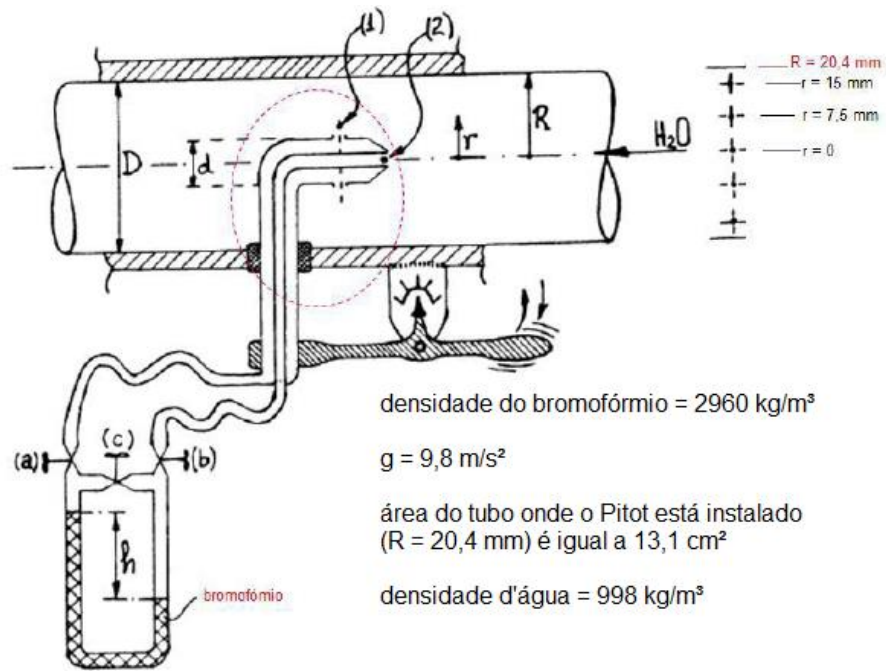 (1)
(2)
R = 20,4 mm
r = 15 mm
r = 7.5 mm
r = 0
D
d
r
R
H₂O
(a)
(c)
(b)
h
bromofómio
densidade do bromofórmio = 2960 kg/m³
g = 9,8 m/s²
área do tubo onde o Pitot está instalado
(R = 20,4 mm) é igual a 13,1 cm²
densidade d'água = 998 kg/m³